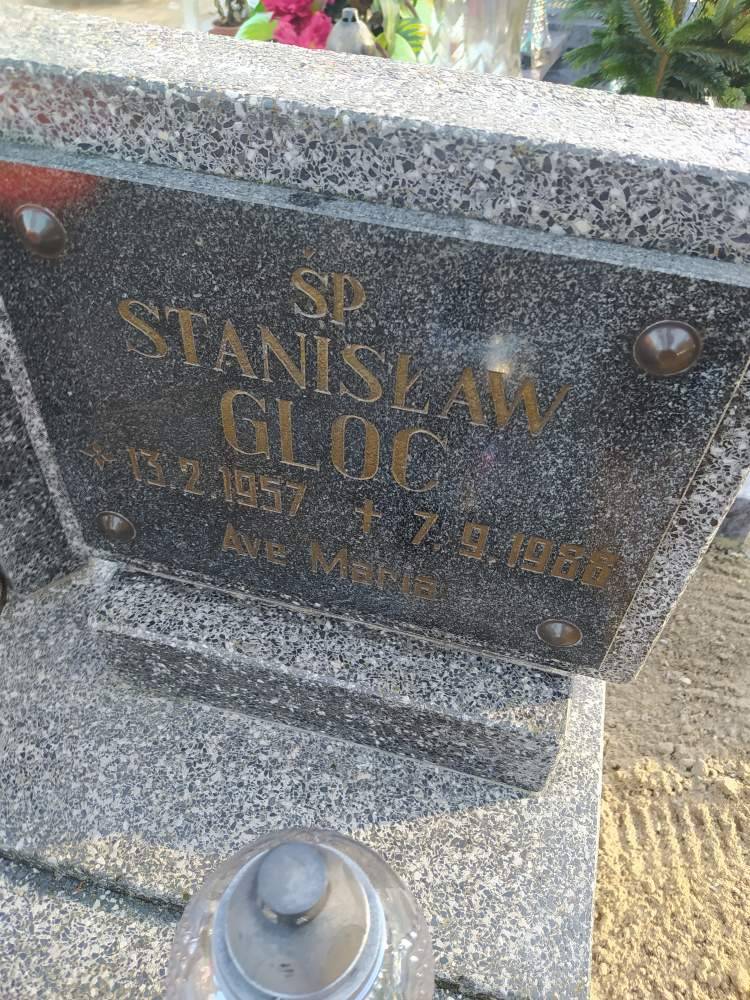 ŚP.
STANISŁAW
GLOC
* 13.2.1957 + 7.9.1988
Ave Maria